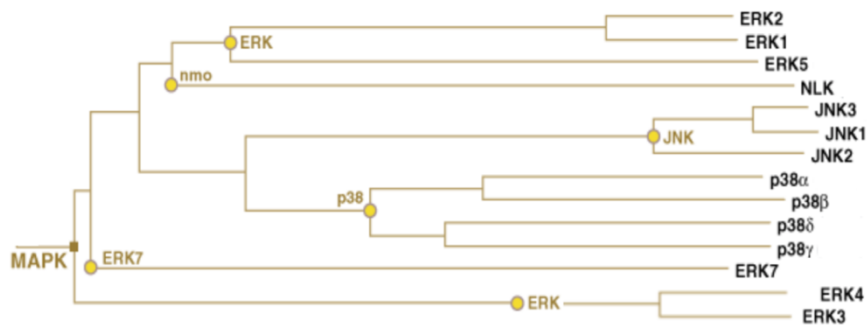 ERK2
ERK ERK1
ERK5
nmo
NLK
JNK3
JNK JNK1
JNK2
p38α
p38 p38β
p38δ
p38γ
MAPK ERK7 ERK7
ERK ERK4
ERK3